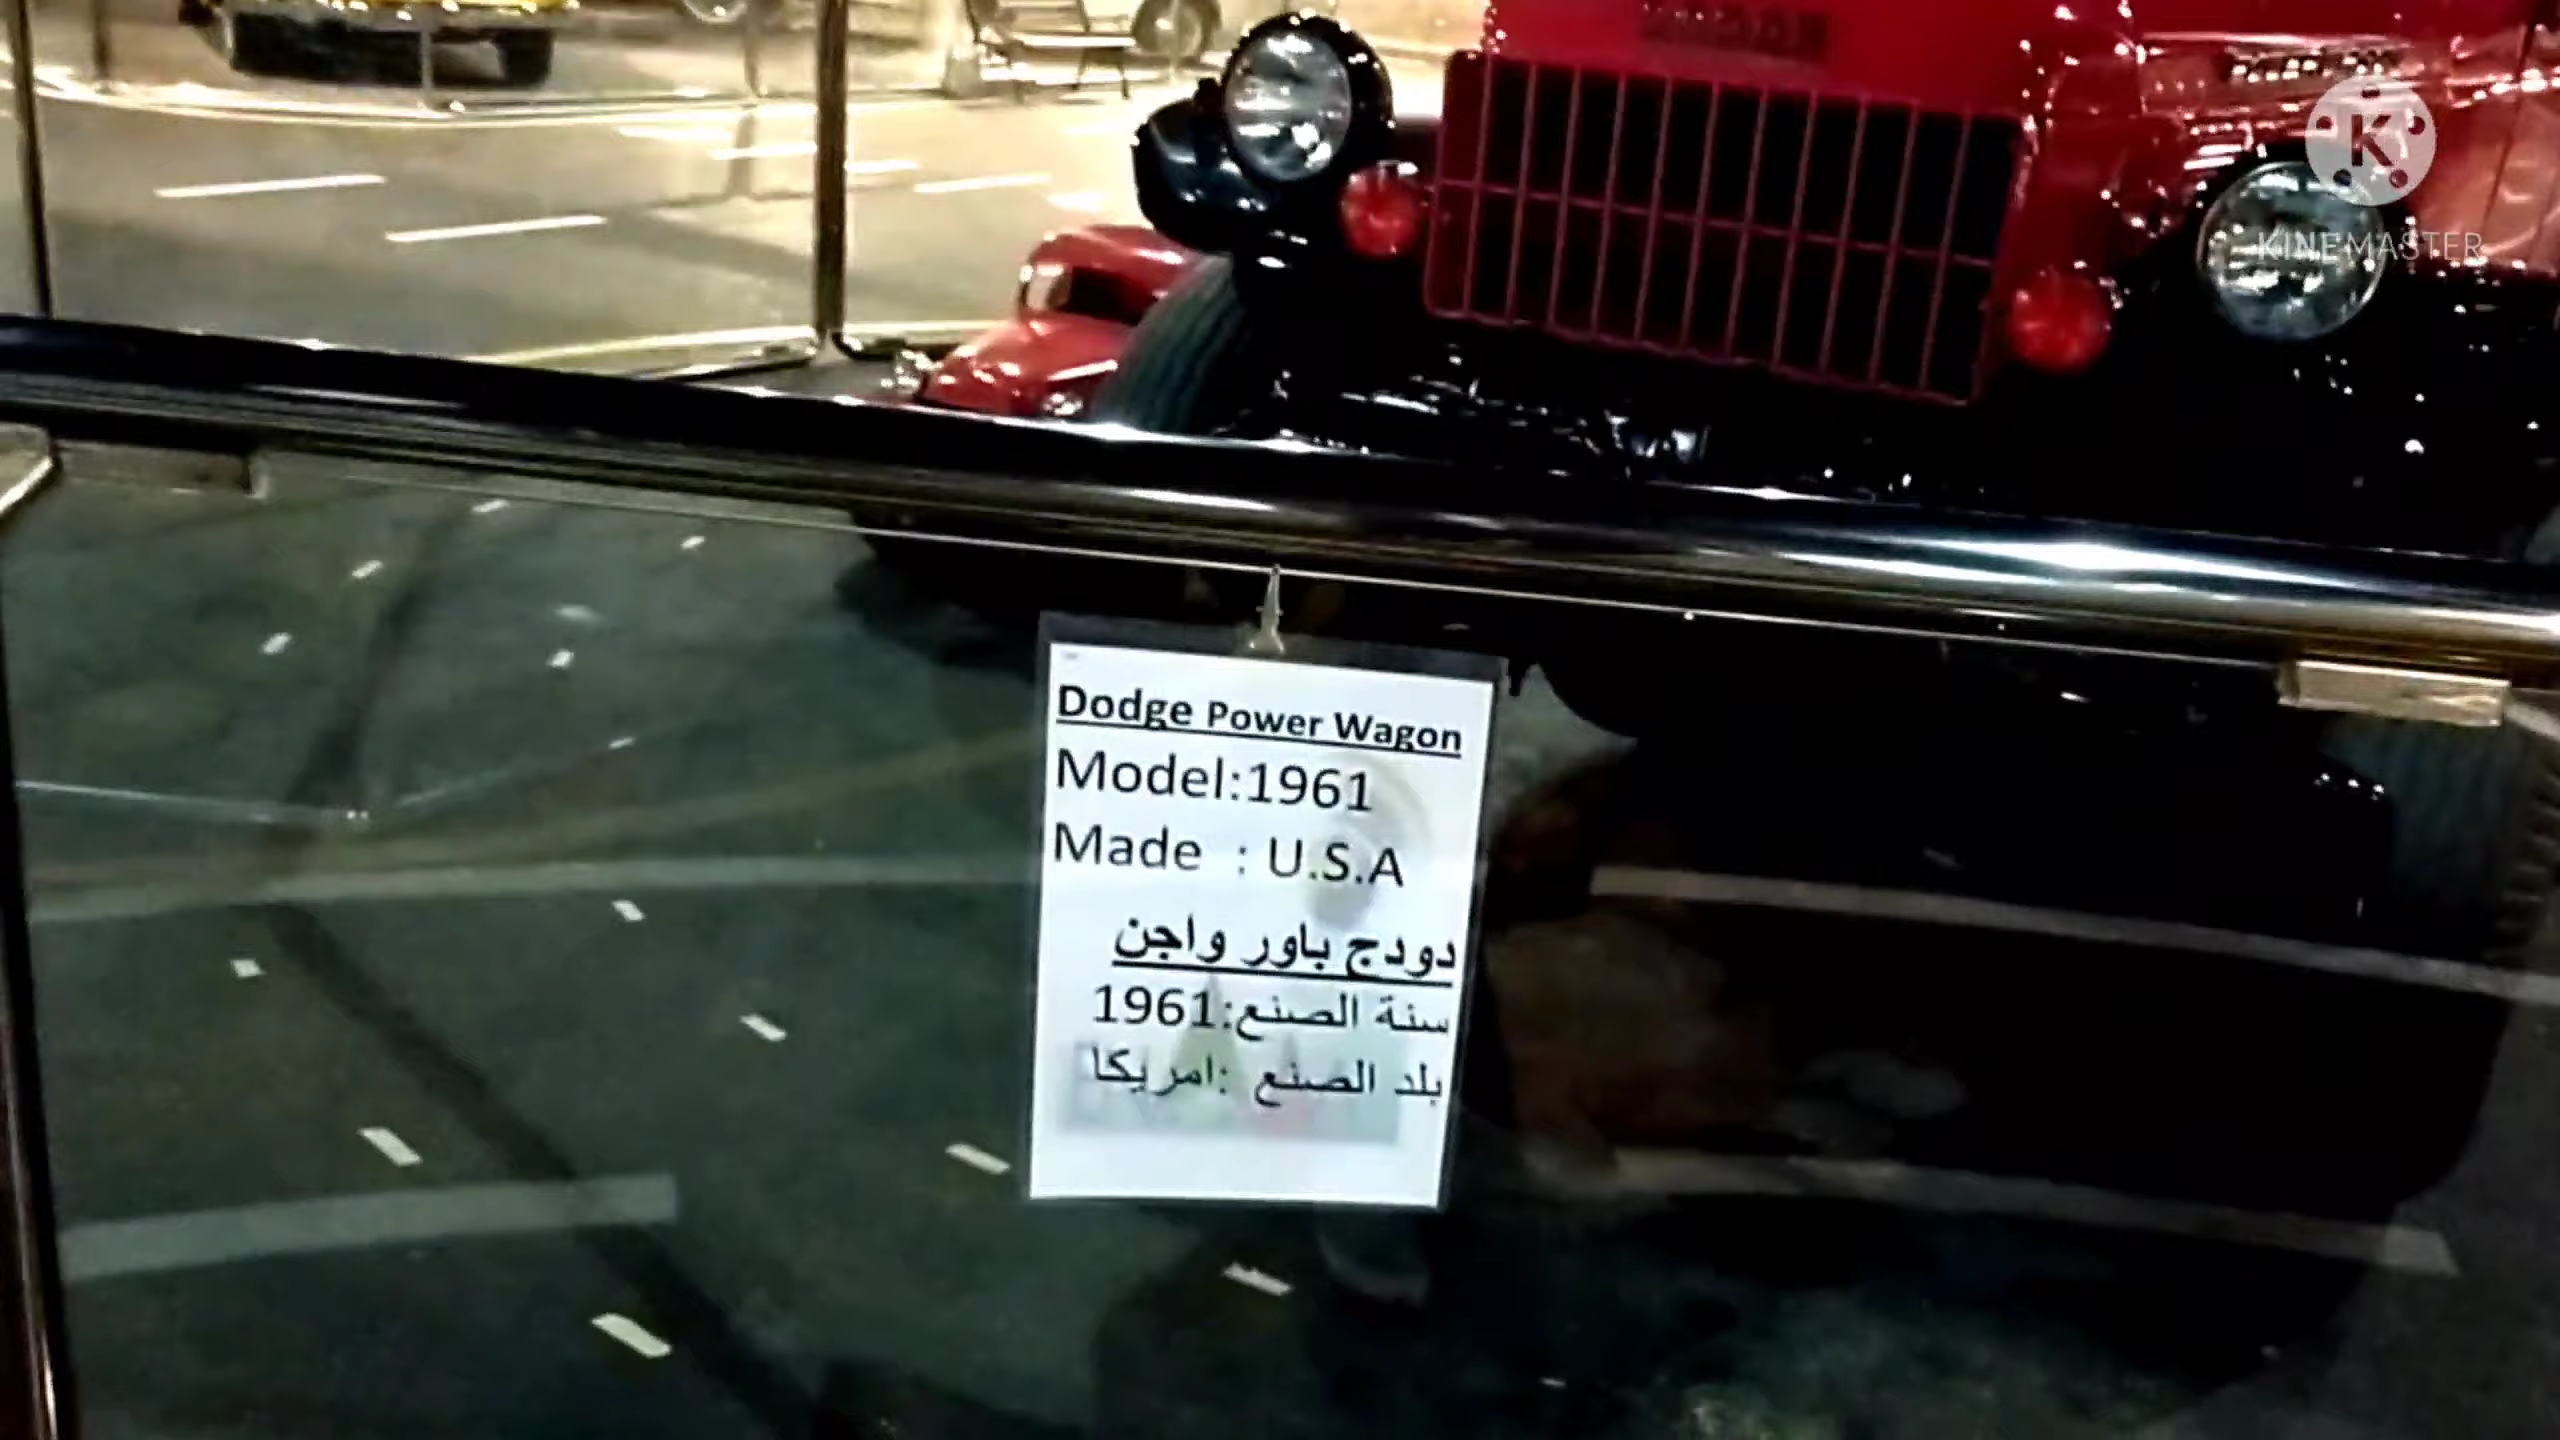 KINEMASTER
Dodge Power Wagon
Model:1961
Made : U.S.A
دودج باور واجن
سنة الصنع:1961
بلد الصنع :امريكا